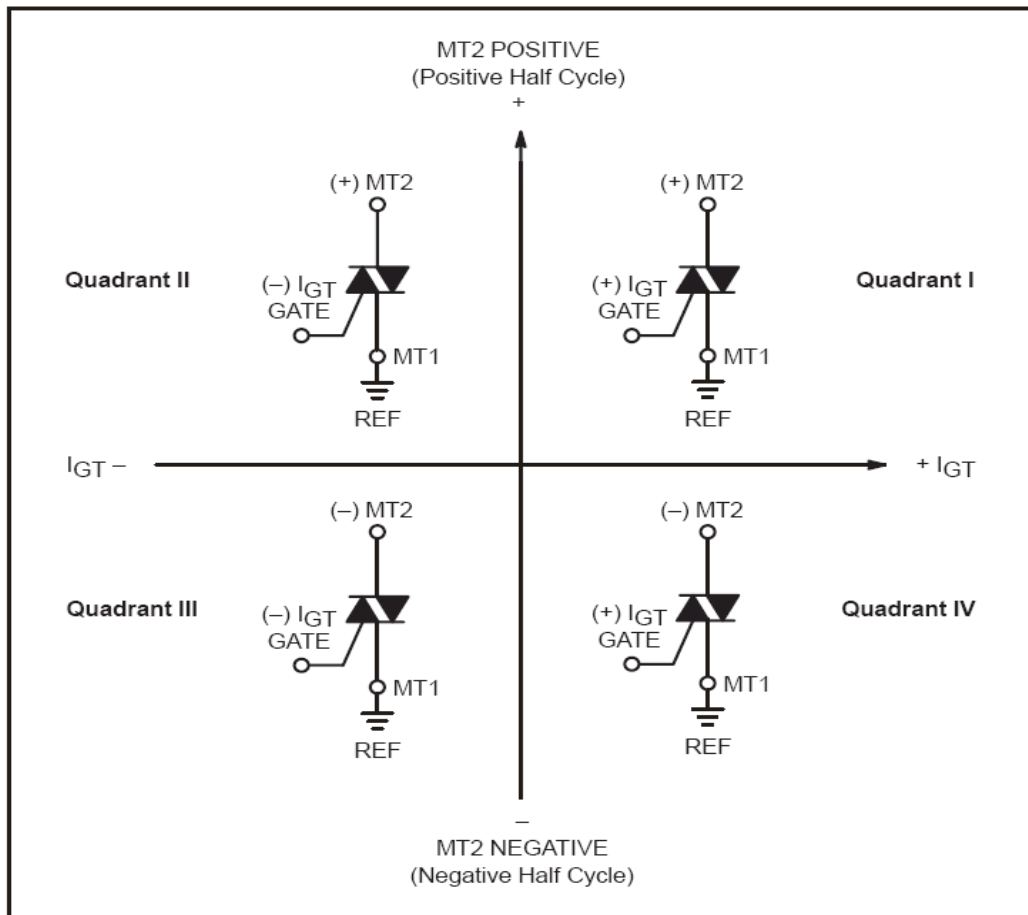 MT2 POSITIVE
(Positive Half Cycle)
+
(+) MT2
(+) MT2
Quadrant II
(–) IGT
GATE
MT1
REF
(+) IGT
GATE
MT1
REF
Quadrant I
IGT –
+ IGT
(–) MT2
(–) MT2
Quadrant III
(–) IGT
GATE
MT1
REF
(+) IGT
GATE
MT1
REF
Quadrant IV
–
MT2 NEGATIVE
(Negative Half Cycle)